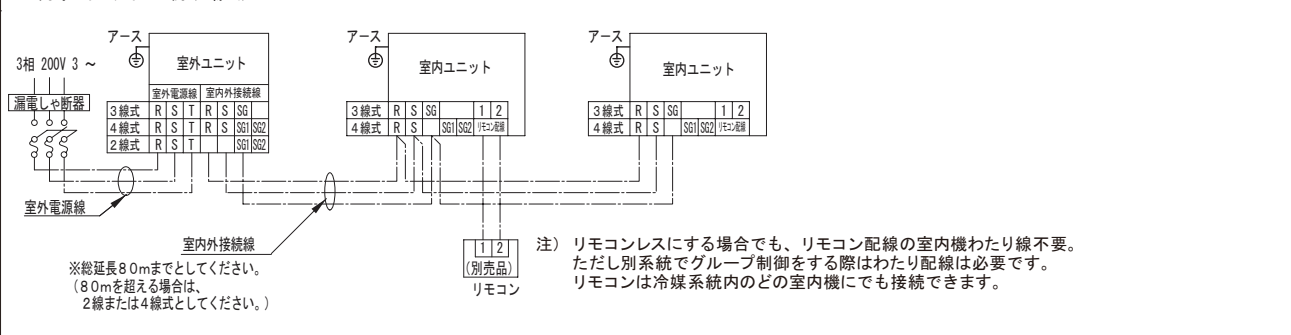 アース
3相 200V 3 ～
漏電しゃ断器
室外ユニット
室外電源線 室内外接続線
3線式 R S T R S SG
4線式 R S T R S SG1 SG2
2線式 R S T SG1 SG2
室外電源線
室内外接続線
※総延長80mまでとしてください。
（80mを超える場合は、
2線または4線式としてください。）
アース
室内ユニット
3線式 R S SG 1 2
4線式 R S SG1 SG2 リモコン配線
1 2
(別売品)
リモコン
アース
室内ユニット
3線式 R S SG 1 2
4線式 R S SG1 SG2 リモコン配線
注） リモコンレスにする場合でも、リモコン配線の室内機わたり線不要。
ただし別系統でグループ制御をする際はわたり配線は必要です。
リモコンは冷媒系統内のどの室内機にでも接続できます。